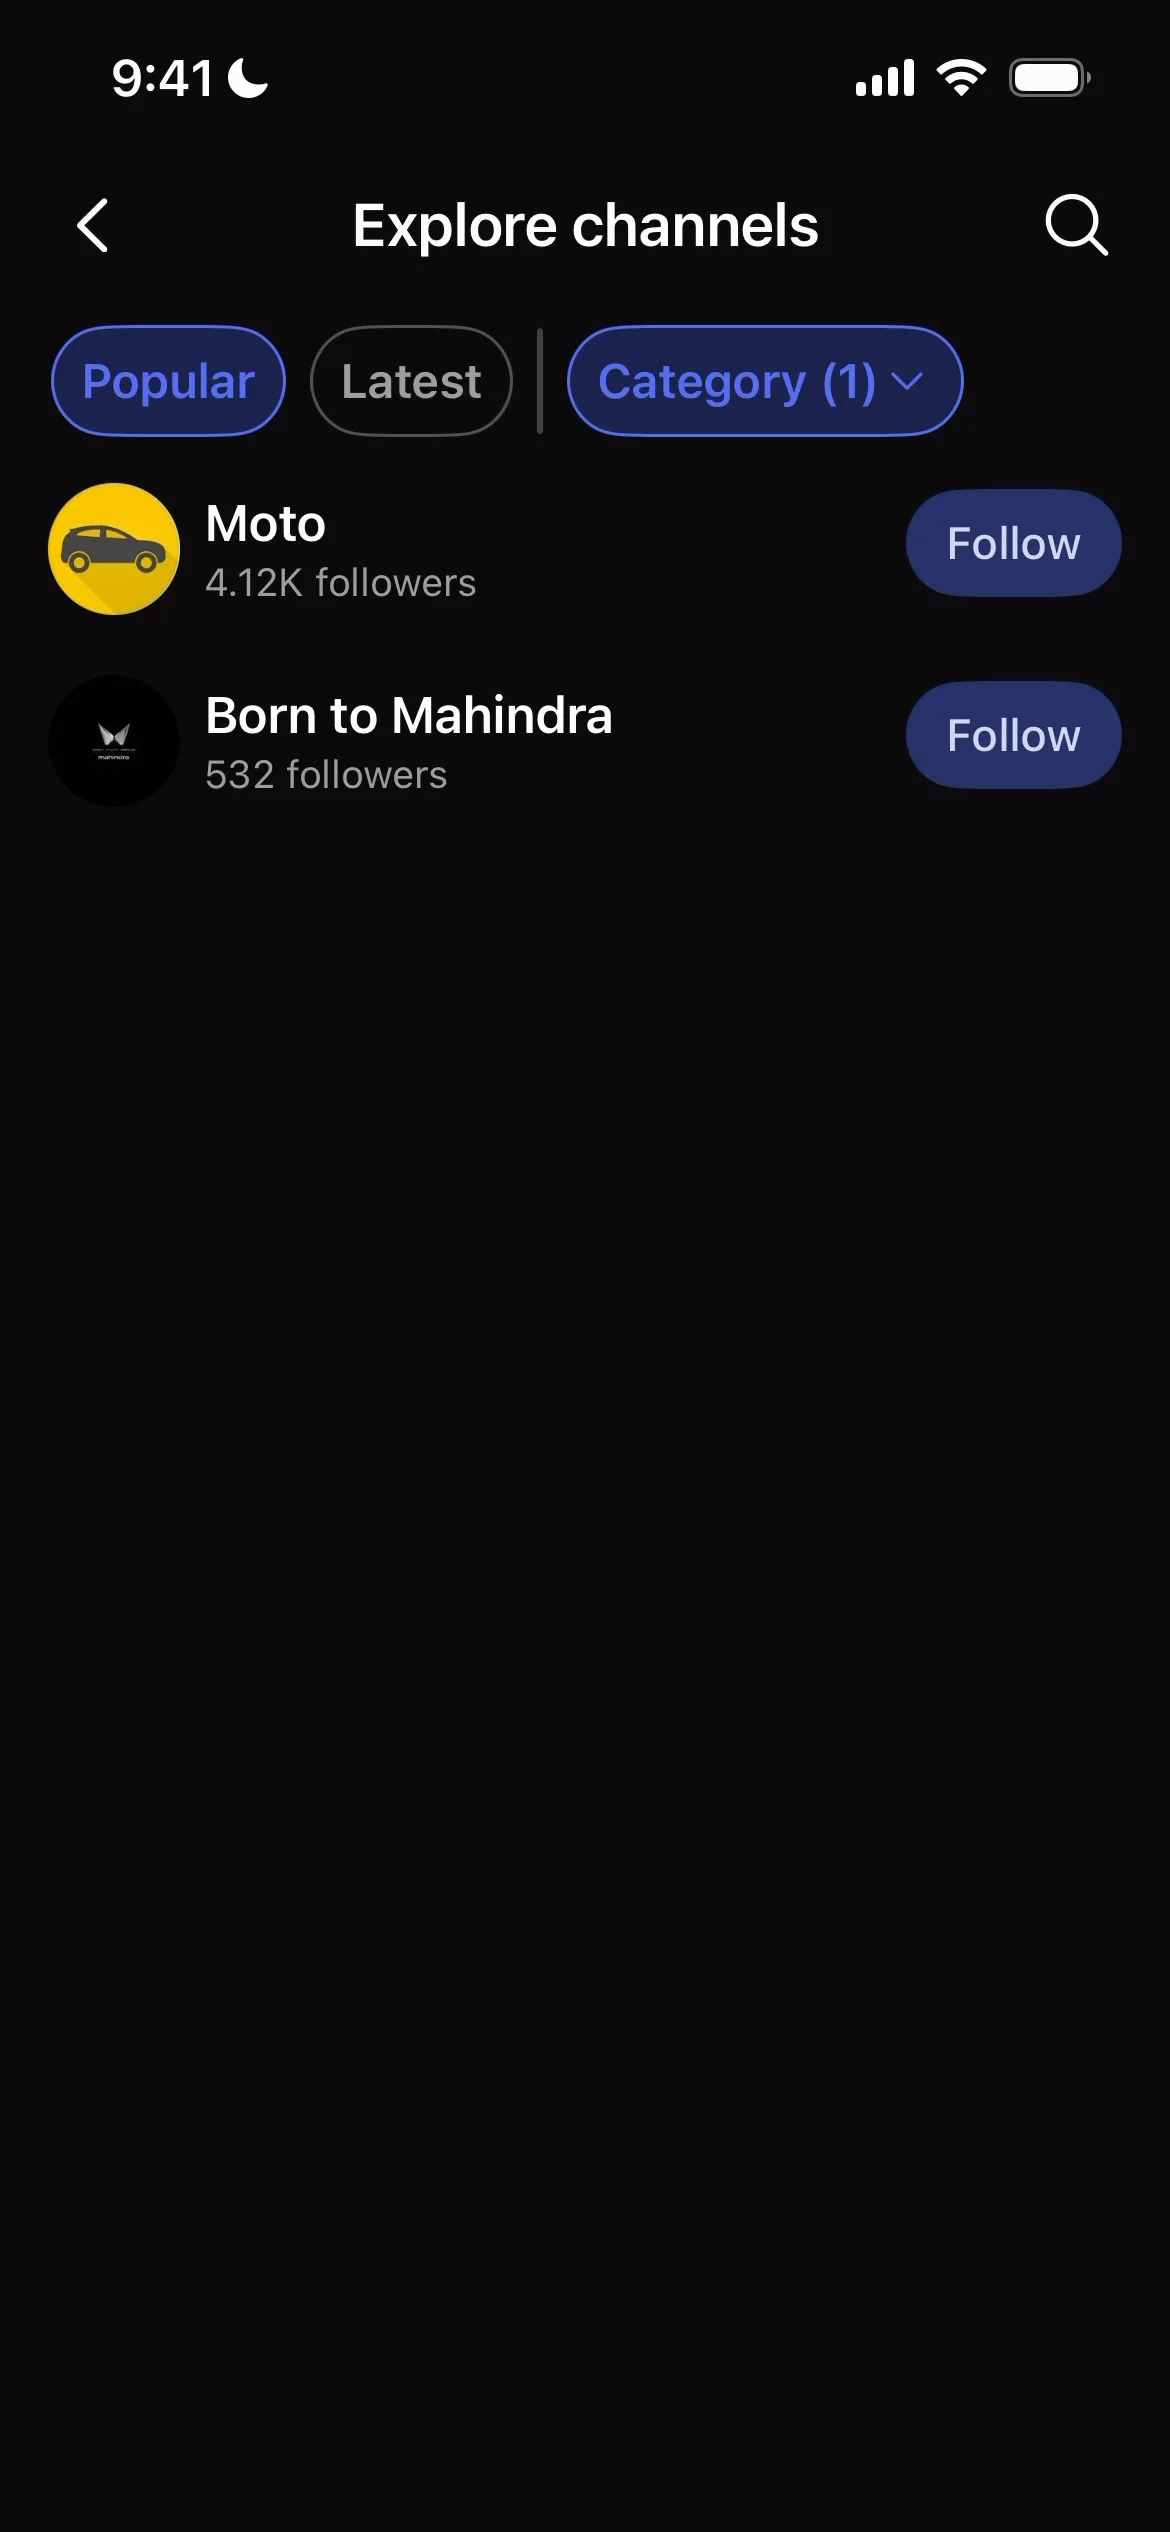 9:41
Explore channels
Popular
Latest
Category (1)
Moto
4.12K followers
Follow
mahindra
Born to Mahindra
532 followers
Follow